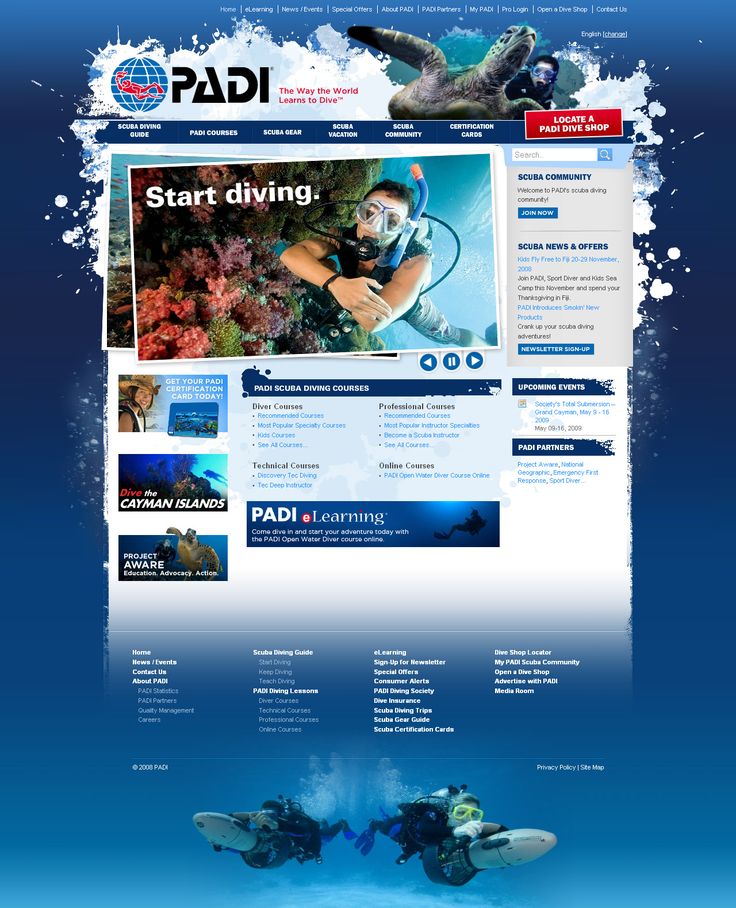 Home | eLearning | News / Events | Special Offers | About PADI | PADI Partners | My PADI | Pro Login | Open a Dive Shop | Contact Us
English [change]
PADI
The Way the World
Learns to Dive™
LOCATE A
PADI DIVE SHOP
SCUBA DIVING
GUIDE
PADI COURSES
SCUBA GEAR
SCUBA
VACATION
SCUBA
COMMUNITY
CERTIFICATION
CARDS
Start diving.
Search...
SCUBA COMMUNITY
Welcome to PADI's scuba diving
community!
JOIN NOW
SCUBA NEWS & OFFERS
Kids Fly Free to Fiji 20-29 November,
2008
Join PADI, Sport Diver and Kids Sea
Camp this November and spend your
Thanksgiving in Fiji.
PADI Introduces Smokin' New
Products
Crank up your scuba diving
adventures!
NEWSLETTER SIGN-UP
GET YOUR PADI
CERTIFICATION
CARD TODAY!
Dive the
CAYMAN ISLANDS
PROJECT
AWARE
Education. Advocacy. Action.
PADI SCUBA DIVING COURSES
Diver Courses
• Recommended Courses
• Most Popular Specialty Courses
• Kids Courses
• See All Courses...
Professional Courses
• Recommended Courses
• Most Popular Instructor Specialties
• Become a Scuba Instructor
• See All Courses...
Technical Courses
• Discovery Tec Diving
• Tec Deep Instructor
Online Courses
• PADI Open Water Diver Course Online
PADI eLearning®
Come dive in and start your adventure today with
the PADI Open Water Diver course online.
UPCOMING EVENTS
Society's Total Submersion –
Grand Cayman, May 9 - 16
2009
May 09-16, 2009
PADI PARTNERS
Project Aware, National
Geographic, Emergency First
Response, Sport Diver...
Home
News / Events
Contact Us
About PADI
PADI Statistics
PADI Partners
Quality Management
Careers
Scuba Diving Guide
Start Diving
Keep Diving
Teach Diving
PADI Diving Lessons
Diver Courses
Technical Courses
Professional Courses
Online Courses
eLearning
Sign-Up for Newsletter
Special Offers
Consumer Alerts
PADI Diving Society
Dive Insurance
Scuba Diving Trips
Scuba Gear Guide
Scuba Certification Cards
Dive Shop Locator
My PADI Scuba Community
Open a Dive Shop
Advertise with PADI
Media Room
© 2008 PADI
Privacy Policy | Site Map